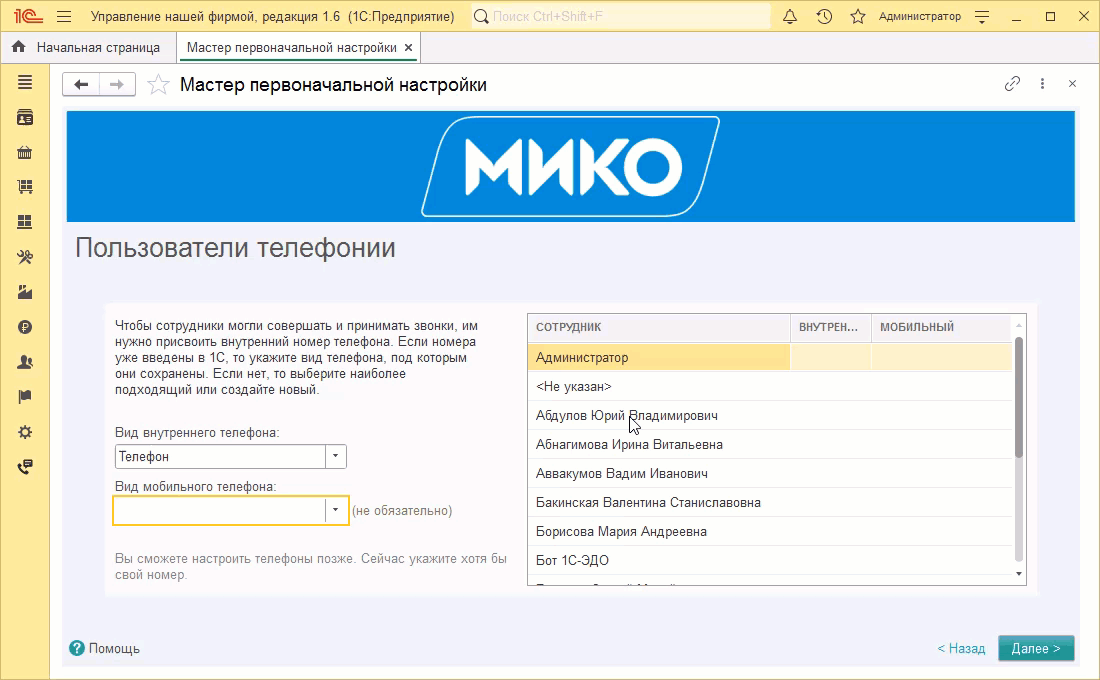 Управление нашей фирмой, редакция 1.6 (1С:Предприятие)
Поиск Ctrl+Shift+F
Администратор
Начальная страница
Мастер первоначальной настройки
Мастер первоначальной настройки
МИКО
Пользователи телефонии
Чтобы сотрудники могли совершать и принимать звонки, им
нужно присвоить внутренний номер телефона. Если номера
уже введены в 1С, то укажите вид телефона, под которым
они сохранены. Если нет, то выберите наиболее
подходящий или создайте новый.
Вид внутреннего телефона:
Телефон
Вид мобильного телефона:
(не обязательно)
Вы сможете настроить телефоны позже. Сейчас укажите хотя бы
свой номер.
СОТРУДНИК ВНУТРЕН... МОБИЛЬНЫЙ
Администратор
<Не указан>
Абдулов Юрий Владимирович
Абнагимова Ирина Витальевна
Аввакумов Вадим Иванович
Бакинская Валентина Станиславовна
Борисова Мария Андреевна
Бот 1С-ЭДО
? Помощь
< Назад
Далее >